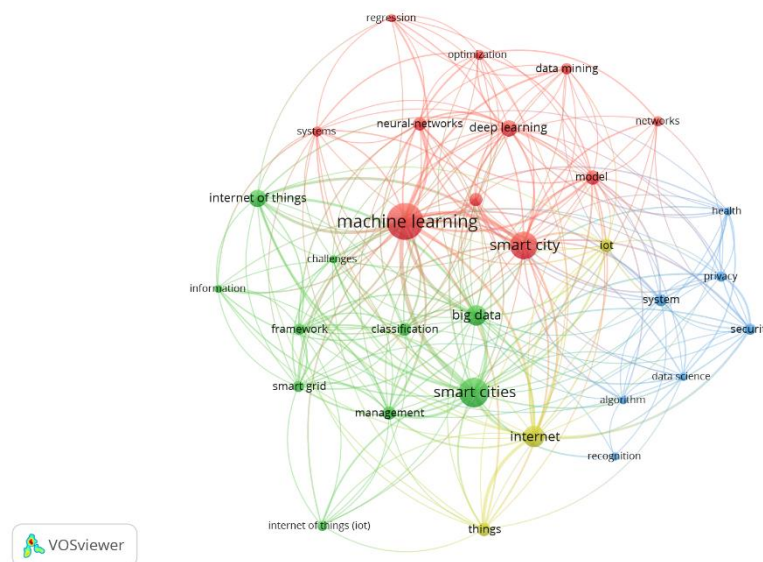 regression
optimization
data mining
neural-networks
deep learning
networks
systems
model
internet of things
health
machine learning
smart city
iot
challenges
privacy
information
system
big data
framework
classification
securit
data science
smart grid
smart cities
algorithm
management
internet
recognition
internet of things (iot)
things
VOSviewer